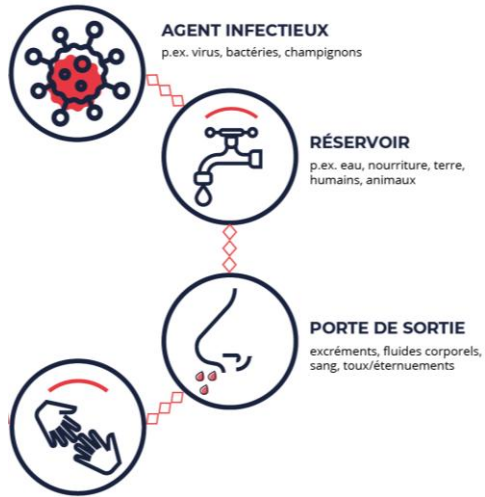 AGENT INFECTIEUX
p.ex. virus, bactéries, champignons
RÉSERVOIR
p.ex. eau, nourriture, terre,
humains, animaux
PORTE DE SORTIE
excréments, fluides corporels,
sang, toux/éternuements